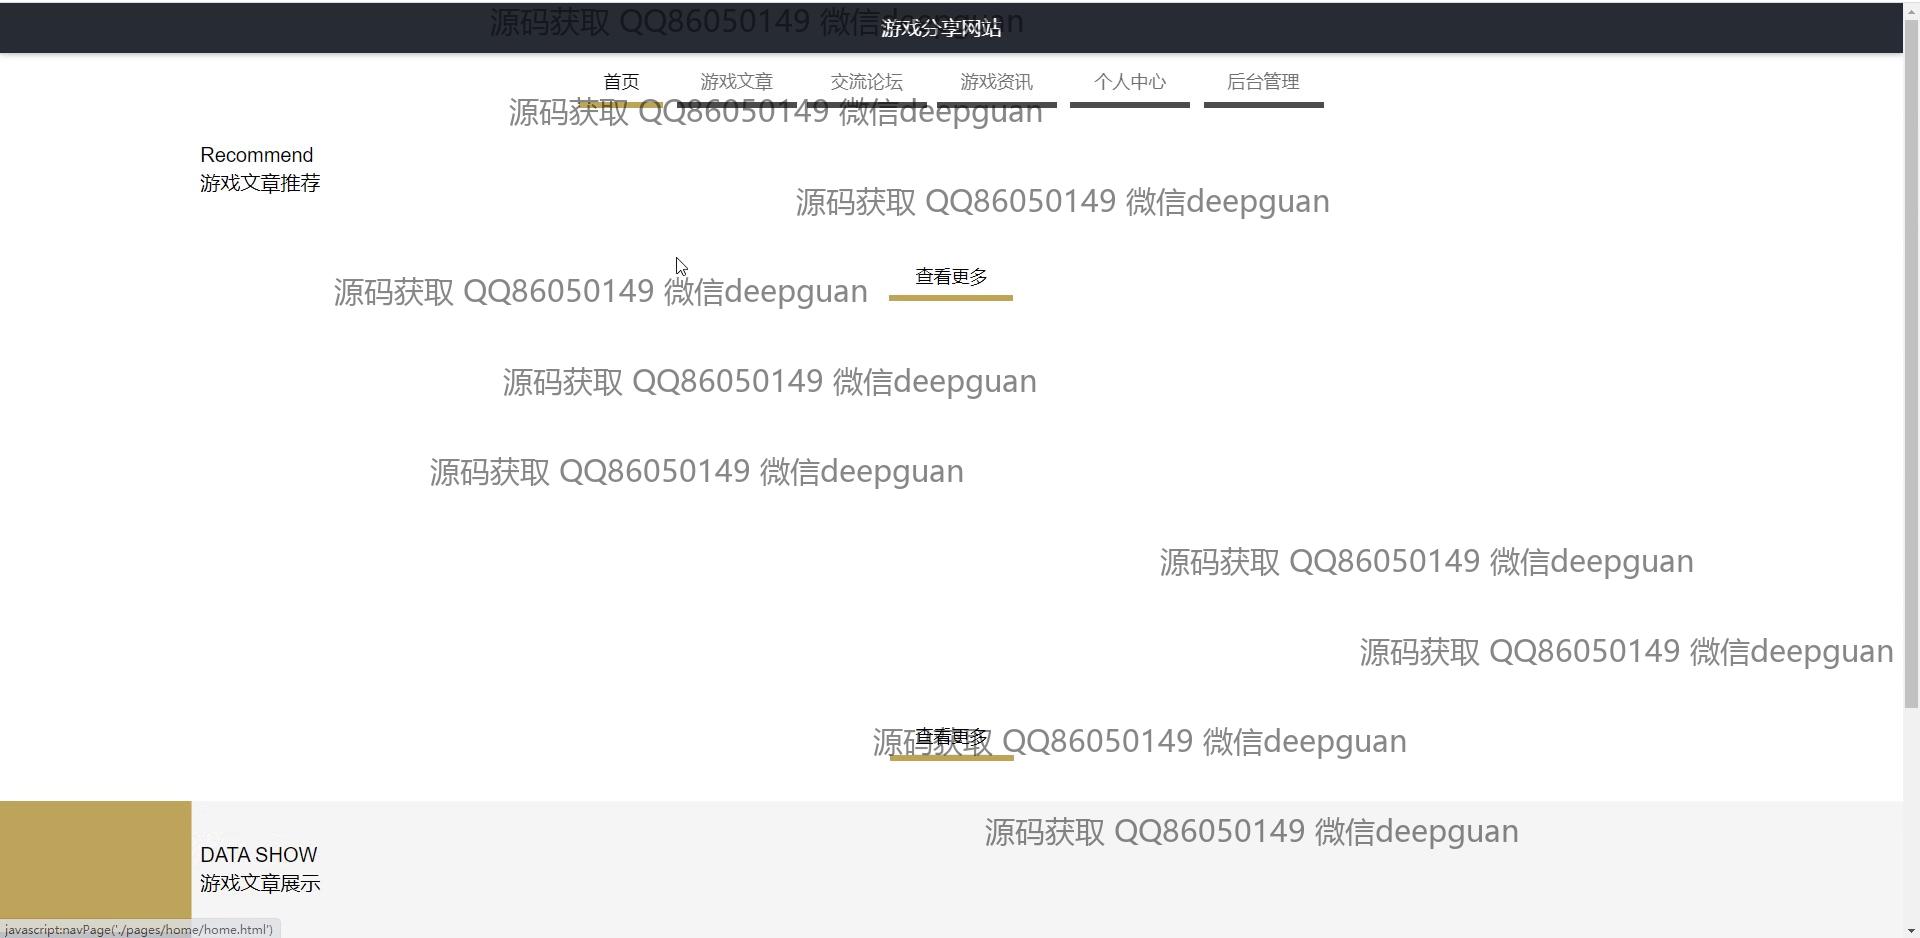 源码获取 QQ86050149 微信deepguan
游戏分享网站
首页 游戏文章 交流论坛 游戏资讯 个人中心 后台管理
源码获取 QQ86050149 微信deepguan
Recommend
游戏文章推荐
源码获取 QQ86050149 微信deepguan
查看更多
源码获取 QQ86050149 微信deepguan
源码获取 QQ86050149 微信deepguan
源码获取 QQ86050149 微信deepguan
源码获取 QQ86050149 微信deepguan
源码获取 QQ86050149 微信deepguan
查看更多
源码获取 QQ86050149 微信deepguan
源码获取 QQ86050149 微信deepguan
DATA SHOW
游戏文章展示
javascript:navPage('./pages/home/home.html')